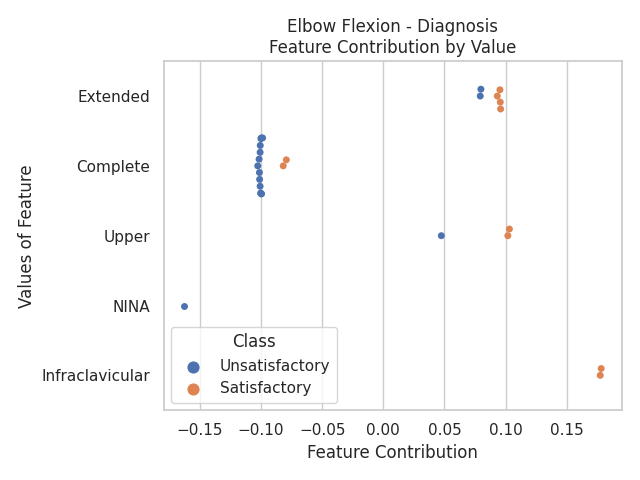 Elbow Flexion - Diagnosis
Feature Contribution by Value
Values of Feature
Extended
Complete
Upper
NINA
Infraclavicular
Class
Unsatisfactory
Satisfactory
−0.15 −0.10 −0.05 0.00 0.05 0.10 0.15
Feature Contribution